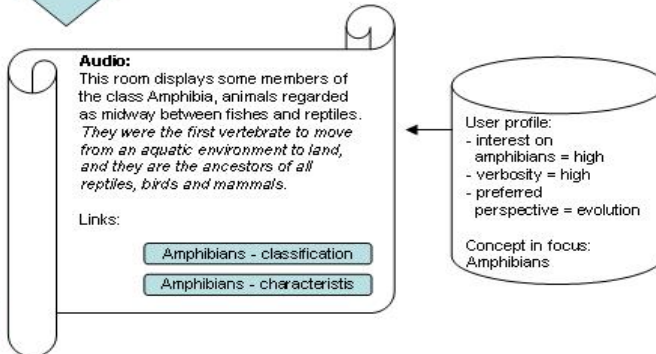 Audio:
This room displays some members of
the class Amphibia, animals regarded
as midway between fishes and reptiles.
They were the first vertebrate to move
from an aquatic environment to land,
and they are the ancestors of all
reptiles, birds and mammals.
Links:
Amphibians - classification
Amphibians - characteristis
User profile:
- interest on
amphibians = high
- verbosity = high
- preferred
perspective = evolution
Concept in focus:
Amphibians